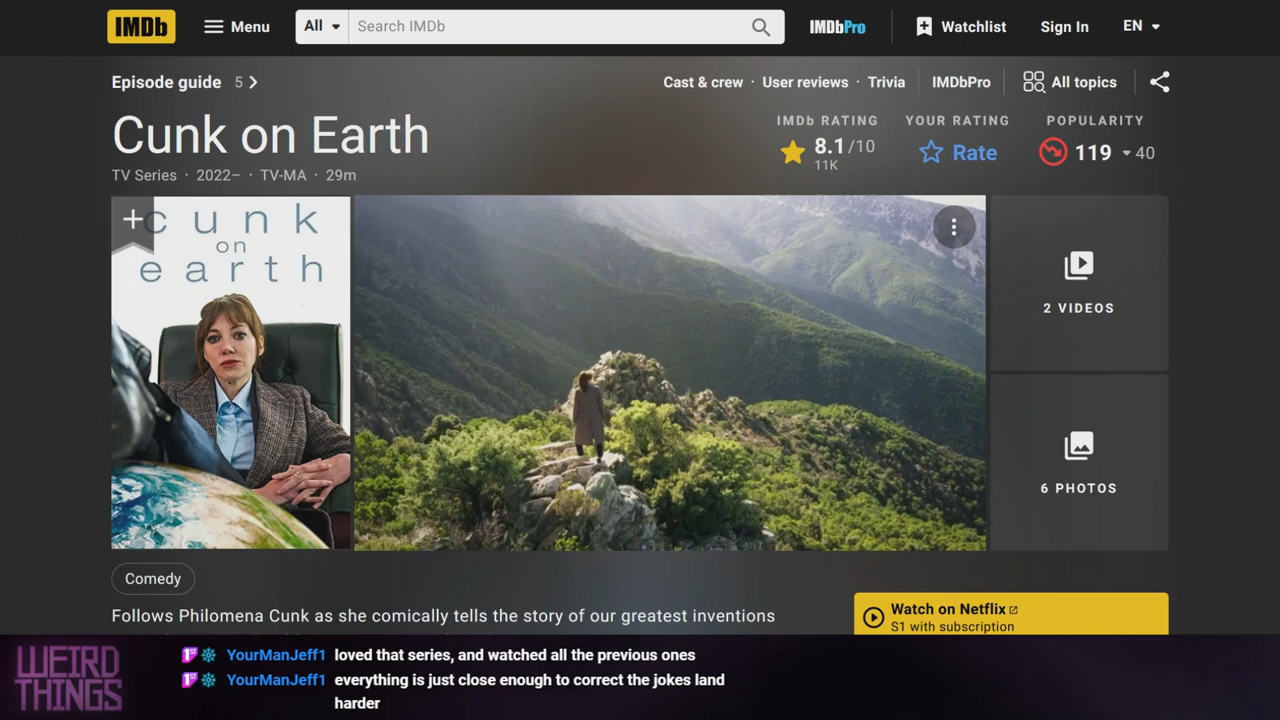 IMDb
Menu
All
Search IMDb
IMDbPro
Watchlist
Sign In
EN
Episode guide 5
Cast & crew · User reviews · Trivia
IMDbPro
All topics
Cunk on Earth
TV Series · 2022– · TV-MA · 29m
IMDb RATING
8.1/10
11K
YOUR RATING
Rate
POPULARITY
119
40
cunk
on
earth
2 VIDEOS
6 PHOTOS
Comedy
Follows Philomena Cunk as she comically tells the story of our greatest inventions
Watch on Netflix
S1 with subscription
WEIRD
THINGS
YourManJeff1 loved that series, and watched all the previous ones
YourManJeff1 everything is just close enough to correct the jokes land
harder